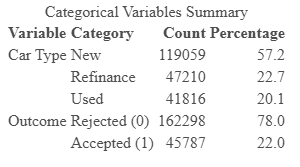 Categorical Variables Summary
Variable Category Count Percentage
Car Type New 119059 57.2
Refinance 47210 22.7
Used 41816 20.1
Outcome Rejected (0) 162298 78.0
Accepted (1) 45787 22.0